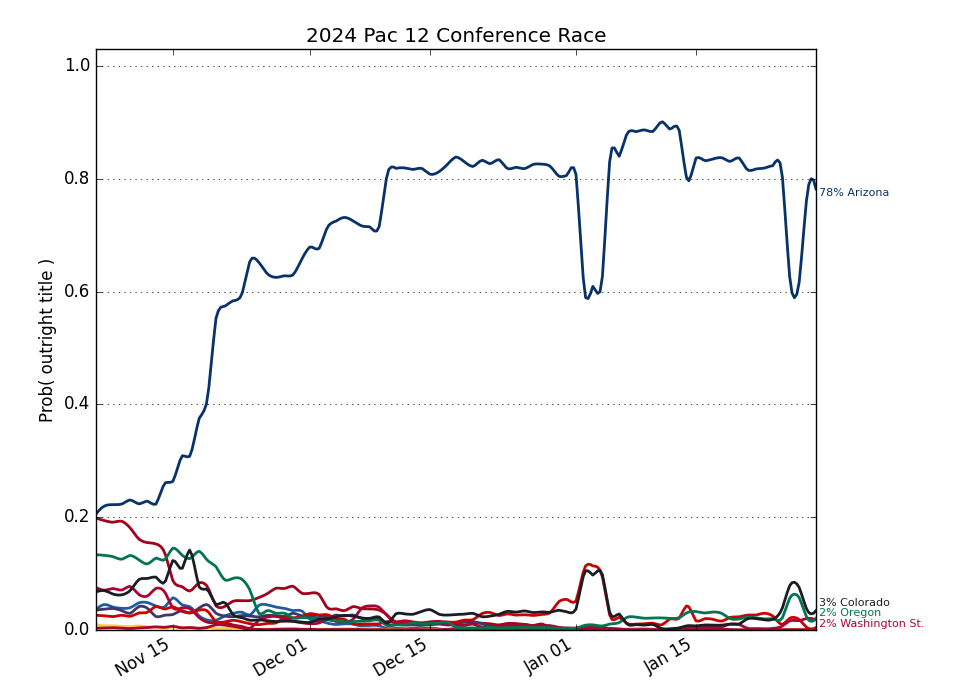 2024 Pac 12 Conference Race
Prob( outright title )
1.0
0.8
0.6
0.4
0.2
0.0
Nov 15
Dec 01
Dec 15
Jan 01
Jan 15
78% Arizona
3% Colorado
2% Oregon
2% Washington St.